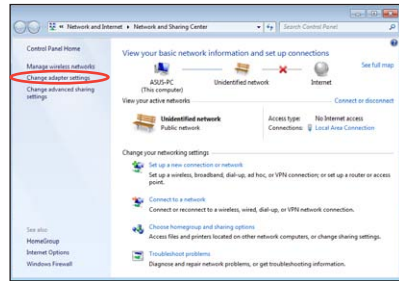 « Network and Internet ▸ Network and Sharing Center
Search Control Panel
Control Panel Home
Manage wireless networks
Change adapter settings
Change advanced sharing
settings
See also
HomeGroup
Internet Options
Windows Firewall
View your basic network information and set up connections
See full map
ASUS-PC
(This computer)
Unidentified network
Internet
View your active networks
Connect or disconnect
Unidentified network
Public network
Access type: No Internet access
Connections: Local Area Connection
Change your networking settings
Set up a new connection or network
Set up a wireless, broadband, dial-up, ad hoc, or VPN connection; or set up a router or access
point.
Connect to a network
Connect or reconnect to a wireless, wired, dial-up, or VPN network connection.
Choose homegroup and sharing options
Access files and printers located on other network computers, or change sharing settings.
Troubleshoot problems
Diagnose and repair network problems, or get troubleshooting information.